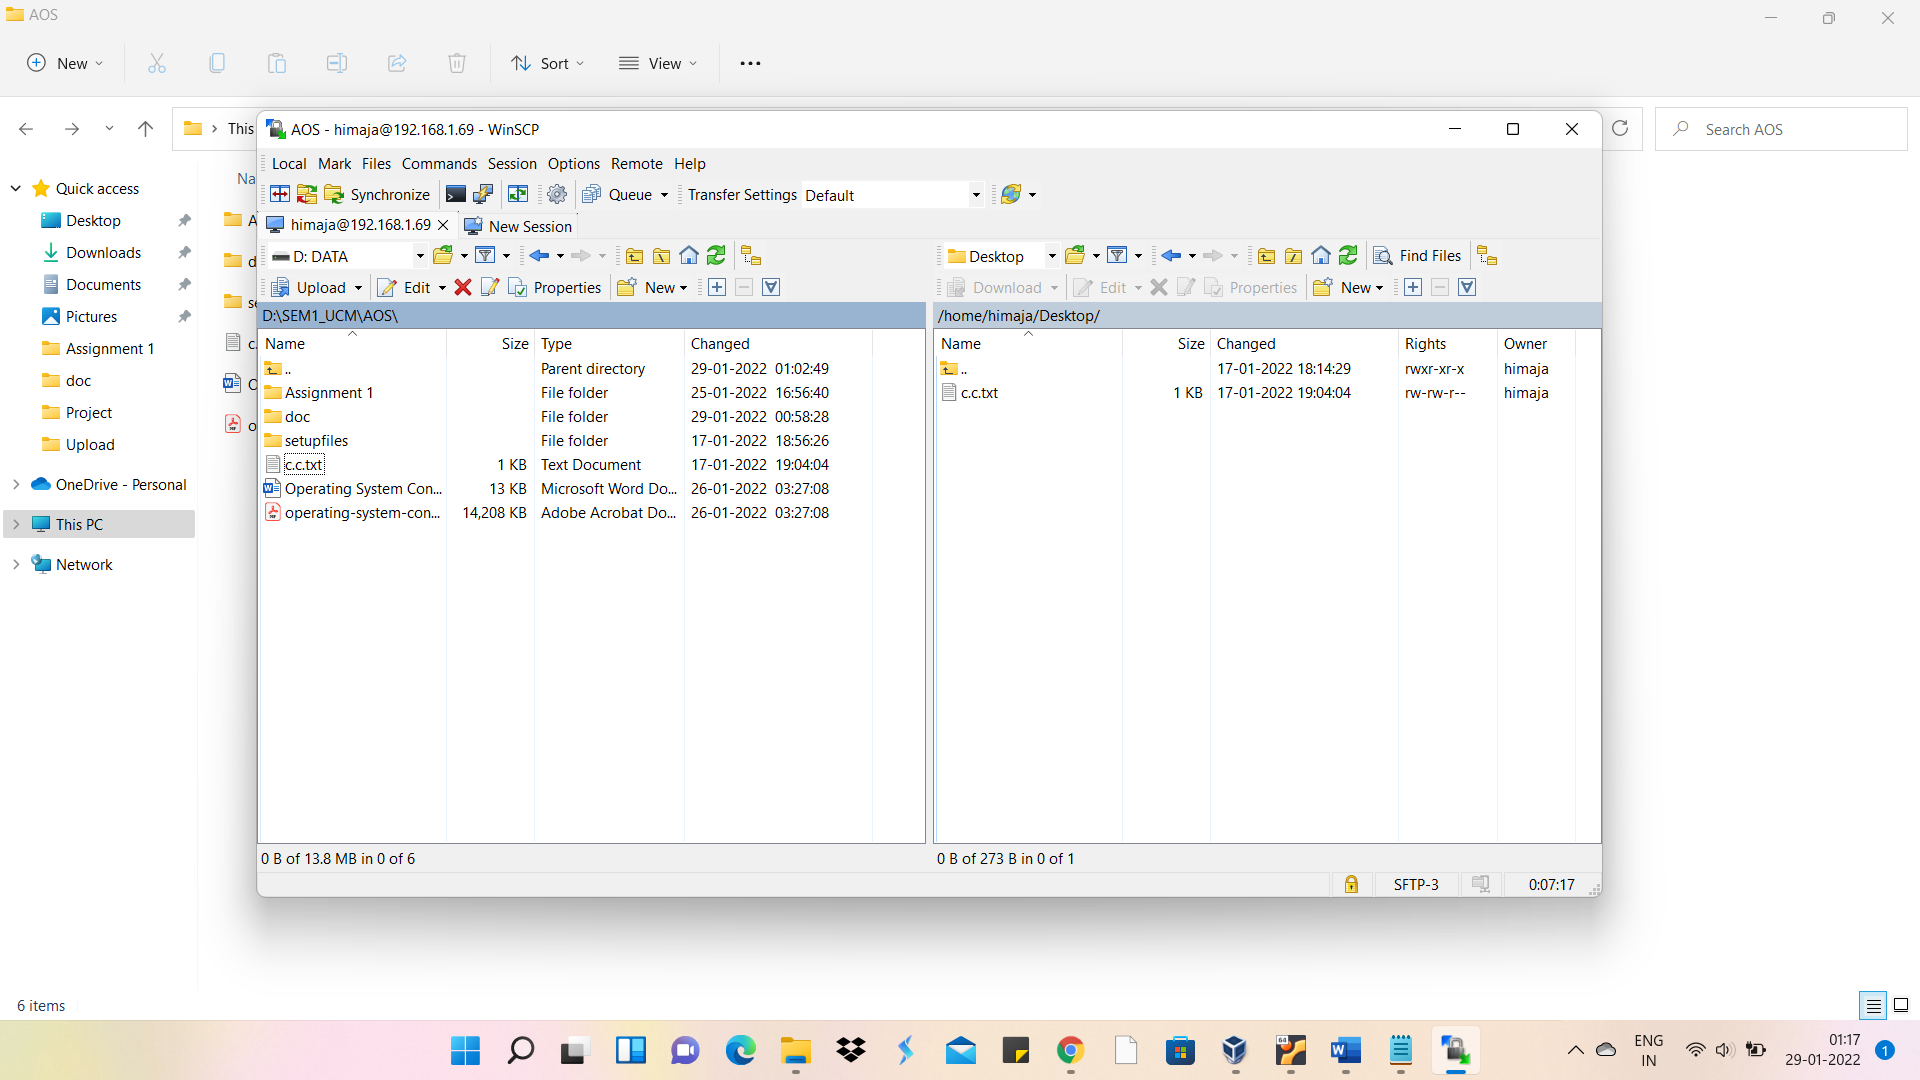 AOS
New
Sort
View
This
Search AOS
AOS - himaja@192.168.1.69 - WinSCP
Local Mark Files Commands Session Options Remote Help
Synchronize
Queue
Transfer Settings Default
himaja@192.168.1.69
New Session
D: DATA
Desktop
Find Files
Upload Edit Properties New
Download Edit Properties New
D:\SEM1_UCM\AOS\
/home/himaja/Desktop/
Name Size Type Changed
.. Parent directory 29-01-2022 01:02:49
Assignment 1 File folder 25-01-2022 16:56:40
doc File folder 29-01-2022 00:58:28
setupfiles File folder 17-01-2022 18:56:26
c.c.txt 1 KB Text Document 17-01-2022 19:04:04
Operating System Con... 13 KB Microsoft Word Do... 26-01-2022 03:27:08
operating-system-con... 14,208 KB Adobe Acrobat Do... 26-01-2022 03:27:08
Name Size Changed Rights Owner
.. 17-01-2022 18:14:29 rwxr-xr-x himaja
c.c.txt 1 KB 17-01-2022 19:04:04 rw-rw-r-- himaja
0 B of 13.8 MB in 0 of 6
0 B of 273 B in 0 of 1
SFTP-3
0:07:17
Quick access
Desktop
Downloads
Documents
Pictures
Assignment 1
doc
Project
Upload
OneDrive - Personal
This PC
Network
Na
A
d
se
c.
O
o
6 items
64
ENG
IN
01:17
29-01-2022
1